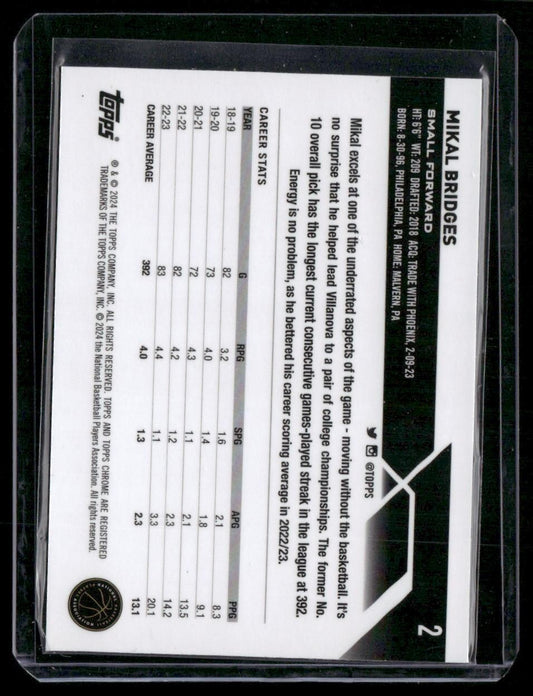 MIKAL BRIDGES
2
SMALL FORWARD
HT: 6'6" WT: 209 DRAFTED: 2018 ACQ: TRADE WITH PHOENIX, 2-09-23
BORN: 8-30-96, PHILADELPHIA, PA HOME: MALVERN, PA
@TOPPS
Mikal excels at one of the underrated aspects of the game - moving without the basketball. It's
no surprise that he helped lead Villanova to a pair of college championships. The former No.
10 overall pick has the longest current consecutive games-played streak in the league at 392.
Energy is no problem, as he bettered his career scoring average in 2022/23.
CAREER STATS
YEAR G RPG SPG APG PPG
18-19 82 3.2 1.6 2.1 8.3
19-20 73 4.0 1.4 1.8 9.1
20-21 72 4.3 1.1 2.1 13.5
21-22 82 4.2 1.2 2.3 14.2
22-23 83 4.4 1.1 3.3 20.1
CAREER AVERAGE 392 4.0 1.3 2.3 13.1
topps
® & © 2024 THE TOPPS COMPANY, INC. ALL RIGHTS RESERVED. TOPPS AND TOPPS CHROME ARE REGISTERED
TRADEMARKS OF THE TOPPS COMPANY, INC. © 2024 the National Basketball Players Association. All rights reserved.